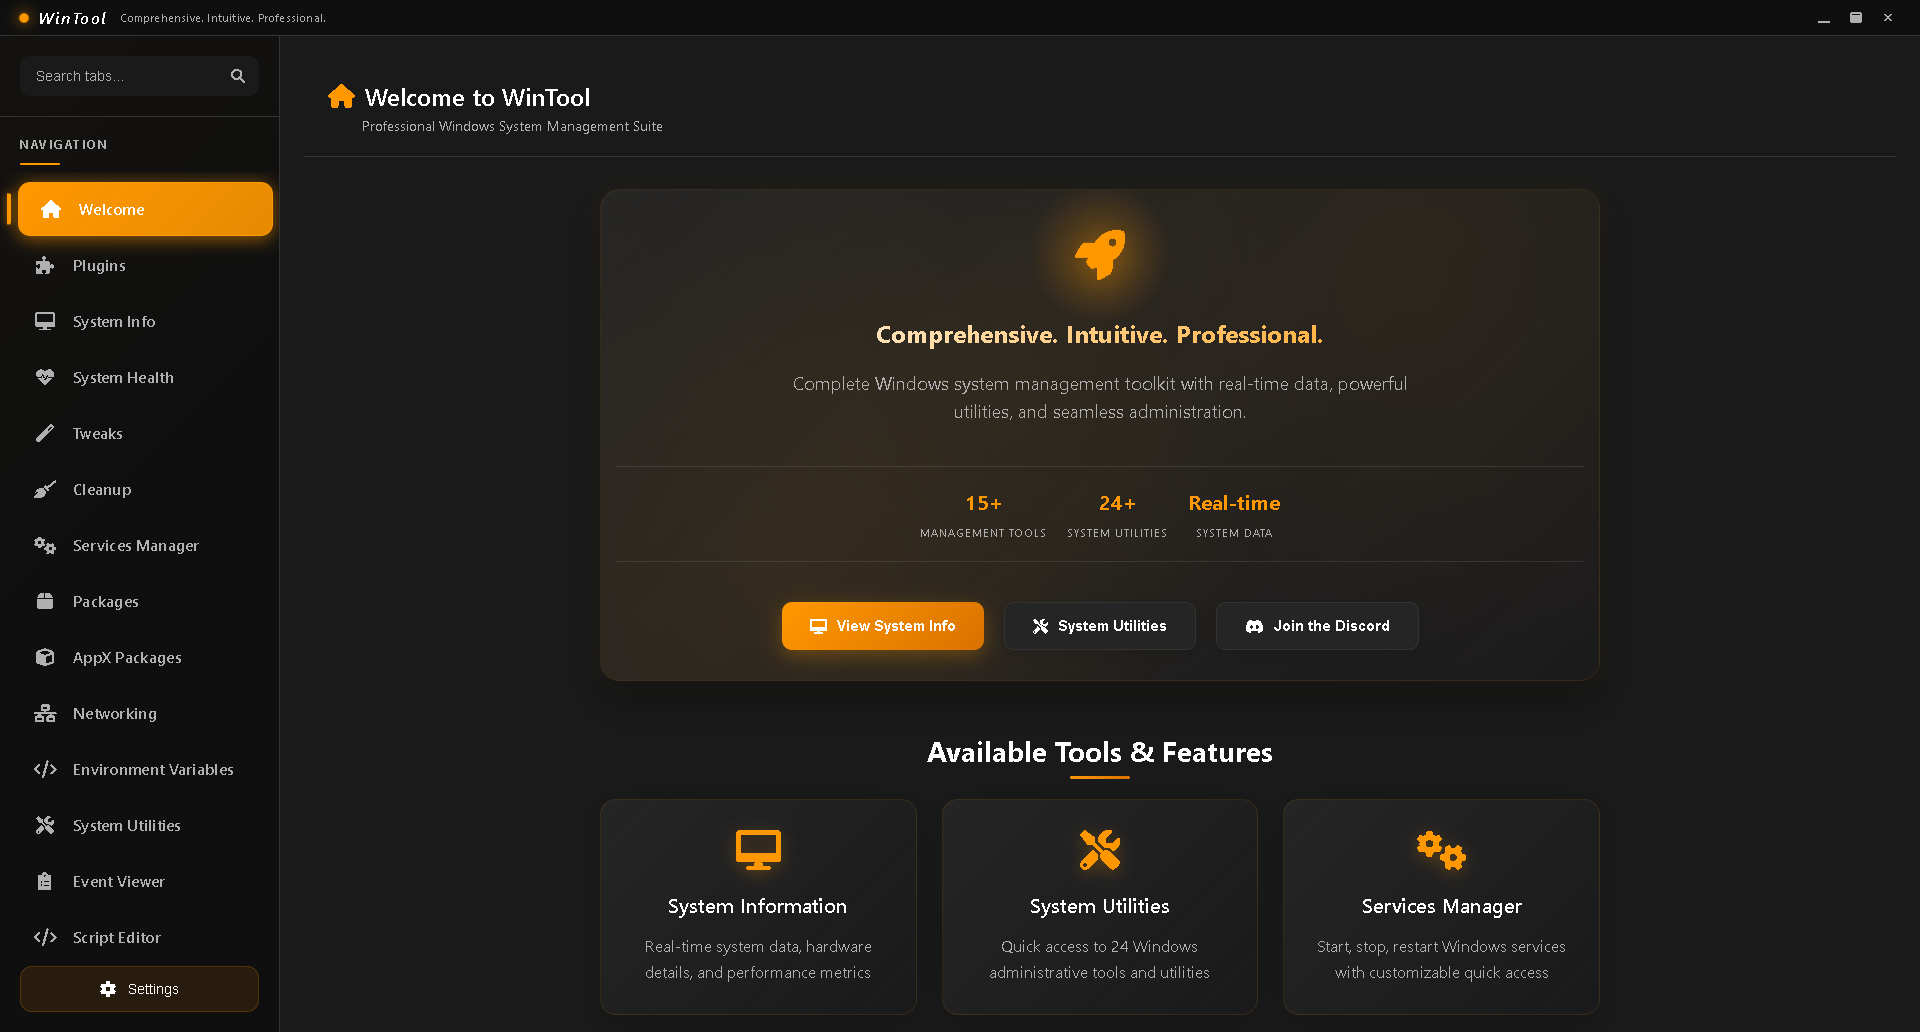 WinTool Comprehensive. Intuitive. Professional.
Search tabs...
NAVIGATION
Welcome
Plugins
System Info
System Health
Tweaks
Cleanup
Services Manager
Packages
AppX Packages
Networking
Environment Variables
System Utilities
Event Viewer
Script Editor
Settings
Welcome to WinTool
Professional Windows System Management Suite
Comprehensive. Intuitive. Professional.
Complete Windows system management toolkit with real-time data, powerful
utilities, and seamless administration.
15+ 24+ Real-time
MANAGEMENT TOOLS SYSTEM UTILITIES SYSTEM DATA
View System Info System Utilities Join the Discord
Available Tools & Features
System Information
Real-time system data, hardware
details, and performance metrics
System Utilities
Quick access to 24 Windows
administrative tools and utilities
Services Manager
Start, stop, restart Windows services
with customizable quick access